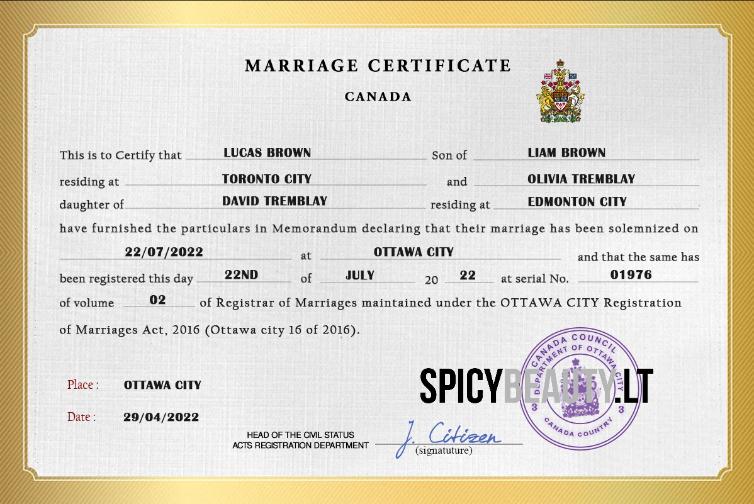 MARRIAGE CERTIFICATE
CANADA
This is to Certify that LUCAS BROWN Son of LIAM BROWN
residing at TORONTO CITY and OLIVIA TREMBLAY
daughter of DAVID TREMBLAY residing at EDMONTON CITY
have furnished the particulars in Memorandum declaring that their marriage has been solemnized on
22/07/2022 at OTTAWA CITY and that the same has
been registered this day 22ND of JULY 20 22 at serial No. 01976
of volume 02 of Registrar of Marriages maintained under the OTTAWA CITY Registration
of Marriages Act, 2016 (Ottawa city 16 of 2016).
CANADA COUNCIL
DEPARTMENT OF OTTAWA CITY
3 3
CANADA COUNTRY
SPICYBEAUTY.LT
Place : OTTAWA CITY
Date : 29/04/2022
HEAD OF THE CIVIL STATUS
ACTS REGISTRATION DEPARTMENT
J. Citizen
(signatuture)